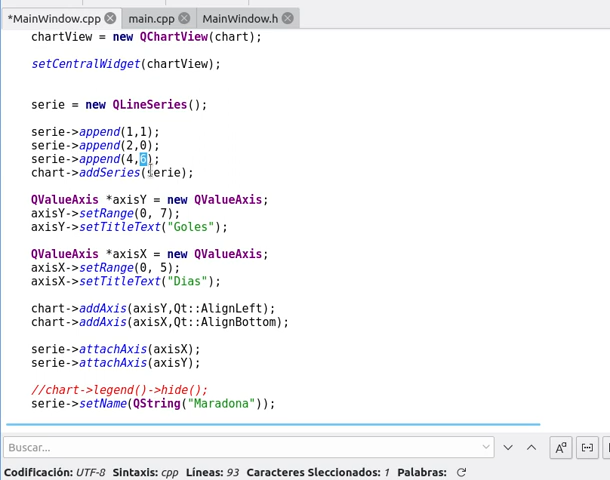 *MainWindow.cpp main.cpp MainWindow.h
chartView = new QChartView(chart);
setCentralWidget(chartView);
serie = new QLineSeries();
serie->append(1,1);
serie->append(2,0);
serie->append(4,6);
chart->addSeries(serie);
QValueAxis *axisY = new QValueAxis;
axisY->setRange(0, 7);
axisY->setTitleText("Goles");
QValueAxis *axisX = new QValueAxis;
axisX->setRange(0, 5);
axisX->setTitleText("Dias");
chart->addAxis(axisY,Qt::AlignLeft);
chart->addAxis(axisX,Qt::AlignBottom);
serie->attachAxis(axisX);
serie->attachAxis(axisY);
//chart->legend()->hide();
serie->setName(QString("Maradona"));
Buscar...
Codificación: UTF-8 Sintaxis: cpp Líneas: 93 Caracteres Sleccionados: 1 Palabras: